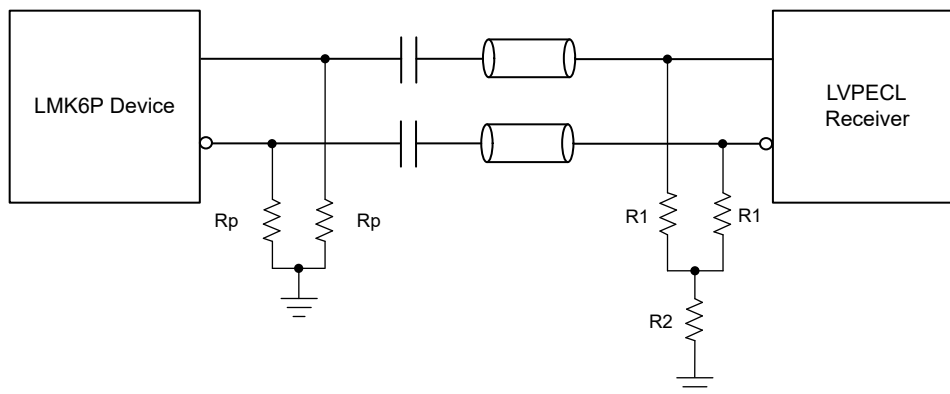 LMK6P Device
LVPECL
Receiver
Rp
Rp
R1
R1
R2